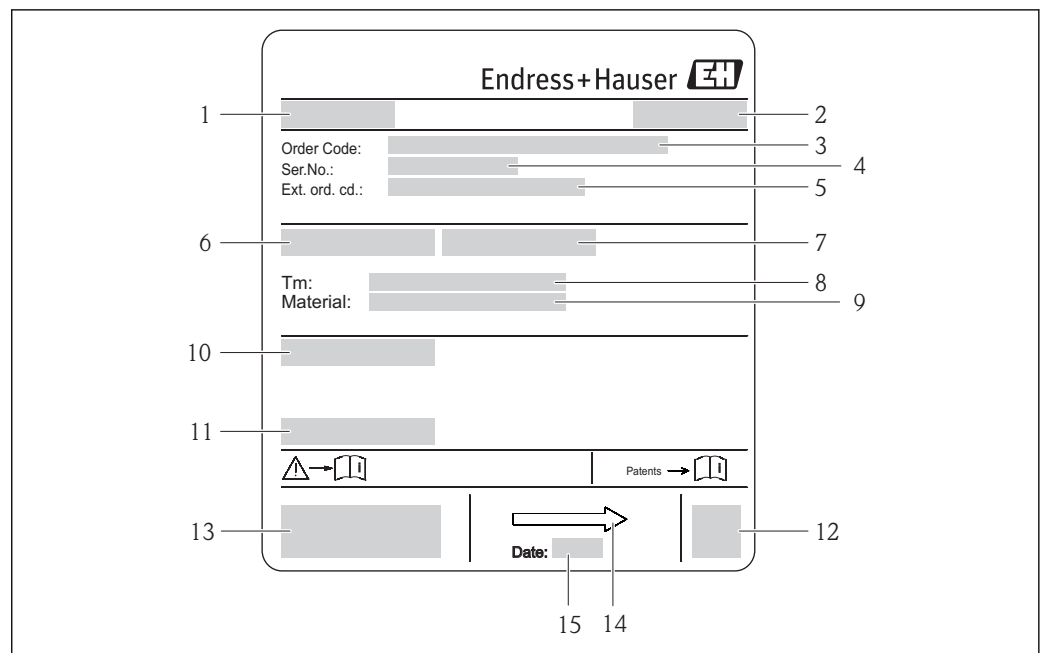 Endress+Hauser EH
1 2
Order Code: 3
Ser.No.: 4
Ext. ord. cd.: 5
6 7
Tm: 8
Material: 9
10
11
Patents
13 12
Date:
15 14